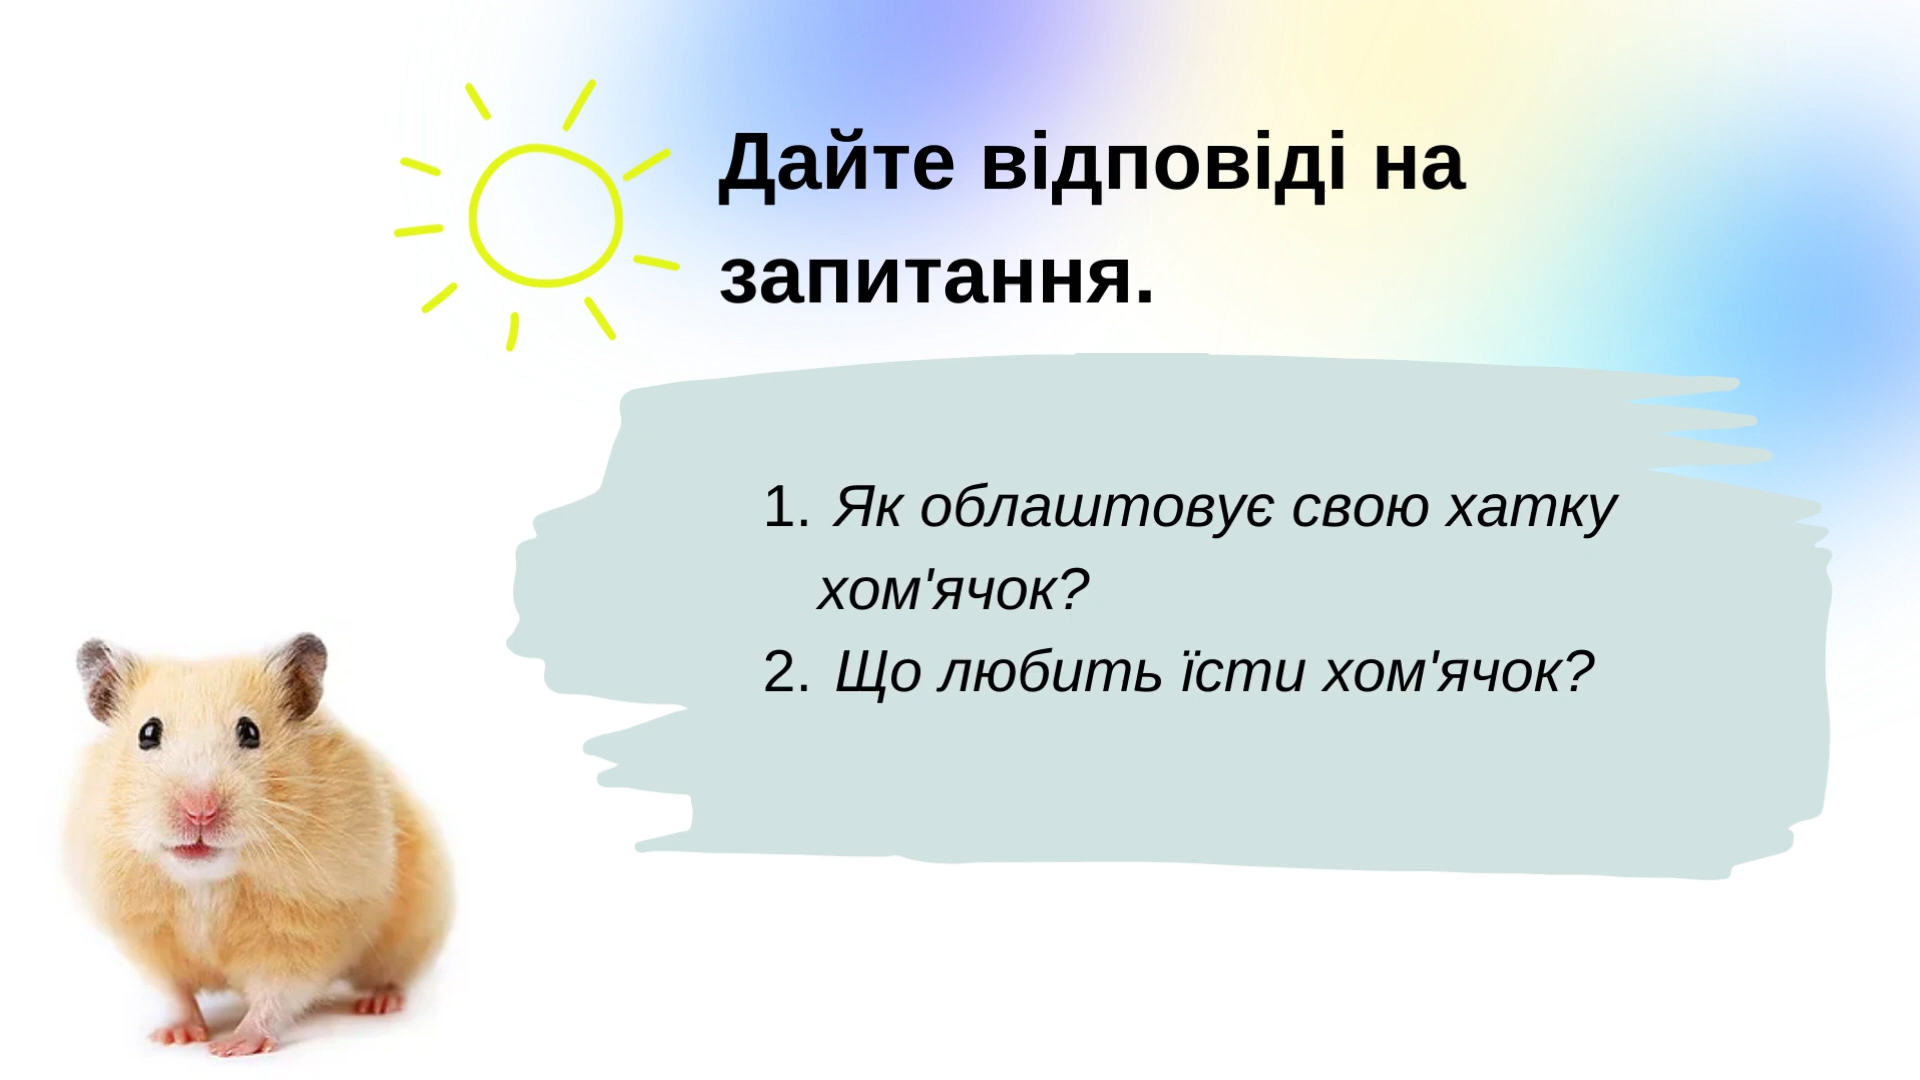 Дайте відповіді на
запитання.
1. Як облаштовує свою хатку
хом'ячок?
2. Що любить їсти хом'ячок?